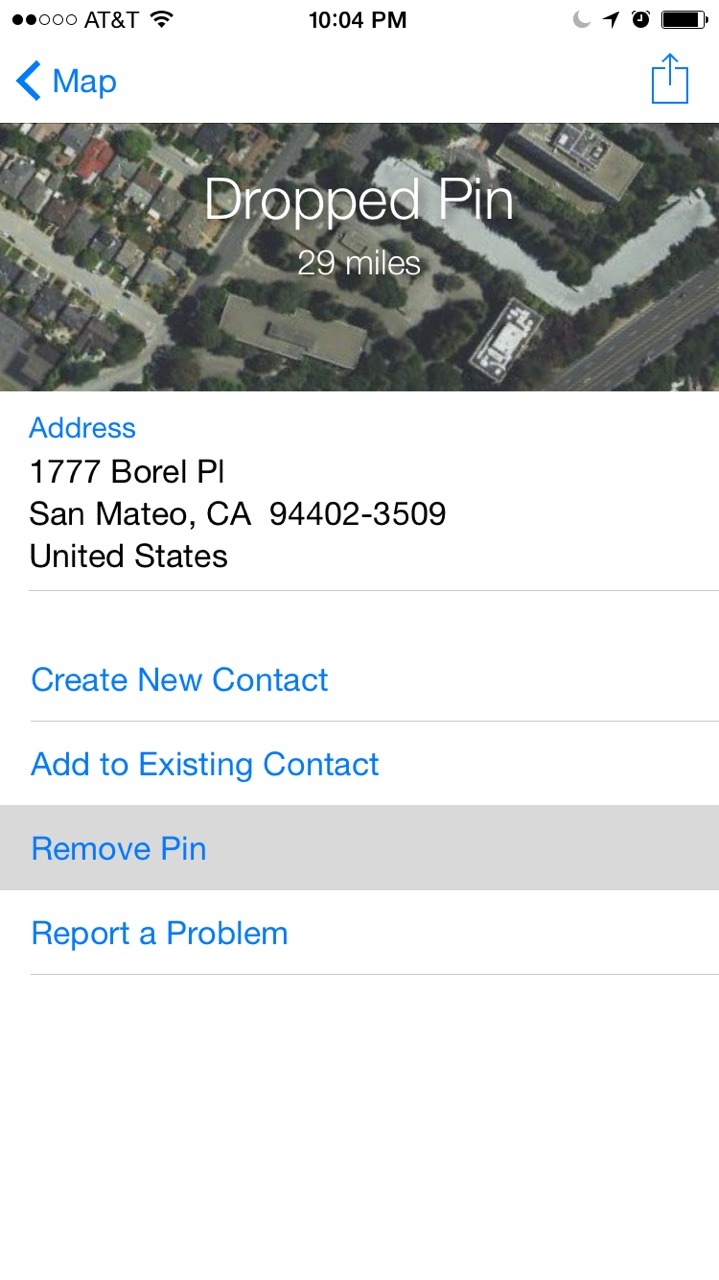 AT&T 10:04 PM
Map
Dropped Pin
29 miles
Address
1777 Borel Pl
San Mateo, CA  94402-3509
United States
Create New Contact
Add to Existing Contact
Remove Pin
Report a Problem